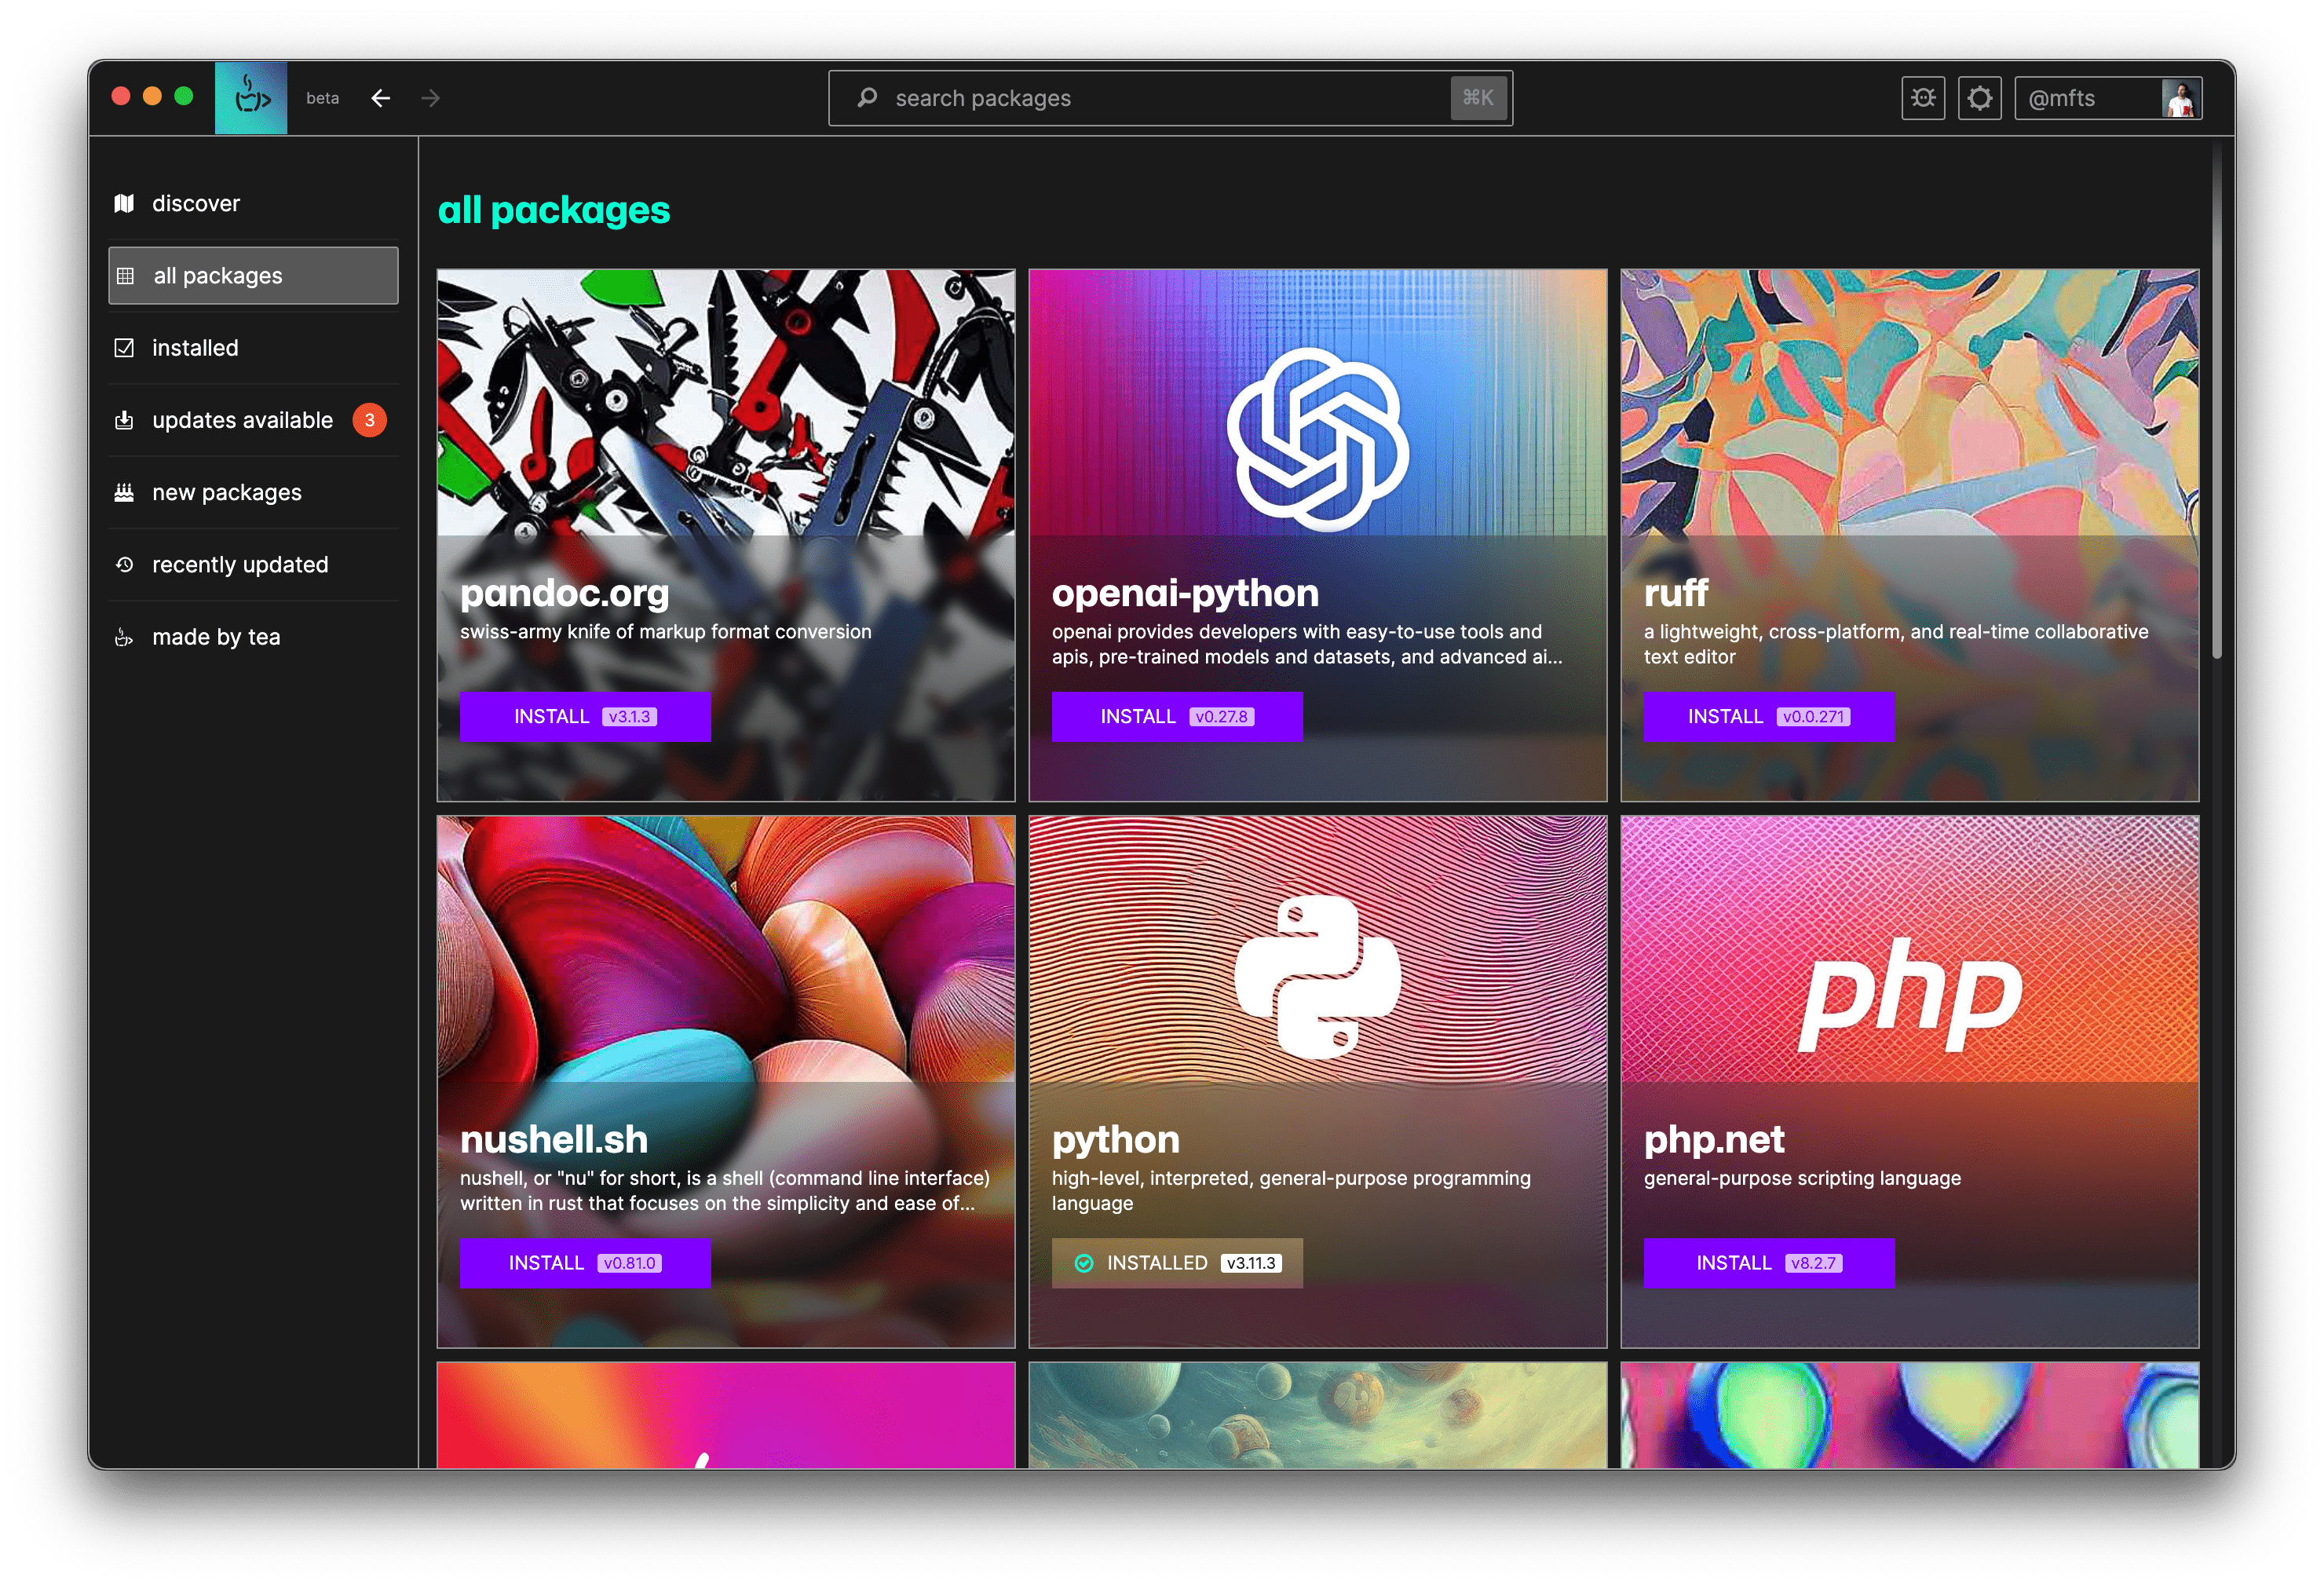 beta
search packages
⌘K
@mfts
discover
all packages
installed
updates available
3
new packages
recently updated
made by tea
all packages
pandoc.org
swiss-army knife of markup format conversion
INSTALL v3.1.3
openai-python
openai provides developers with easy-to-use tools and
apis, pre-trained models and datasets, and advanced ai...
INSTALL v0.27.8
ruff
a lightweight, cross-platform, and real-time collaborative
text editor
INSTALL v0.0.271
nushell.sh
nushell, or "nu" for short, is a shell (command line interface)
written in rust that focuses on the simplicity and ease of...
INSTALL v0.81.0
python
high-level, interpreted, general-purpose programming
language
INSTALLED v3.11.3
php
php.net
general-purpose scripting language
INSTALL v8.2.7